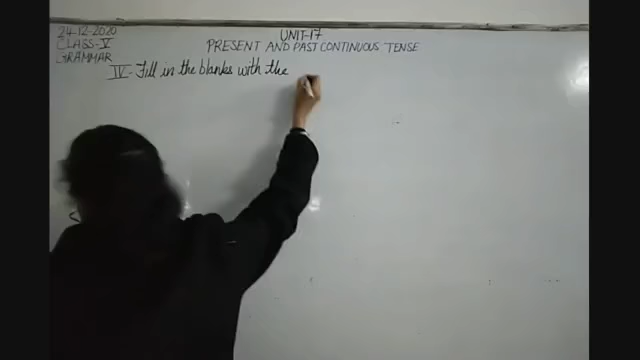 24-12-2020
CLASS-V
GRAMMAR
UNIT-17
PRESENT AND PAST CONTINUOUS TENSE
IV. Fill in the blanks with the